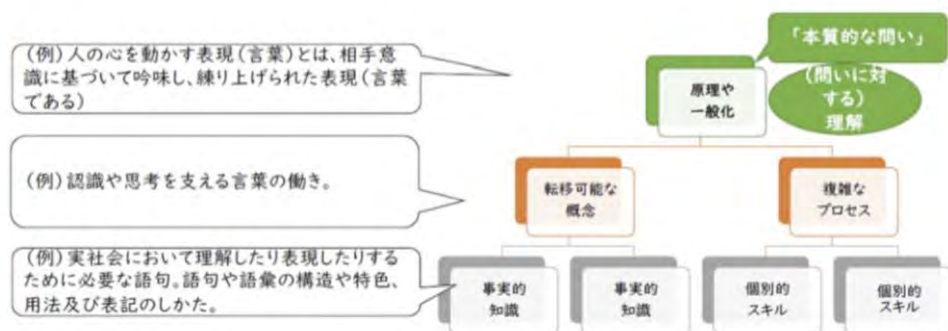 「本質的な問い」
(例)人の心を動かす表現(言葉)とは、相手意
識に基づいて吟味し、練り上げられた表現(言葉
である)
原理や
一般化
(問いに対
する)
理解
(例)認識や思考を支える言葉の働き。
転移可能な
概念
複雑な
プロセス
(例)実社会において理解したり表現したりする
ために必要な語句。語句や語彙の構造や特色、
用法及び表記のしかた。
事実的
知識
事実的
知識
個別的
スキル
個別的
スキル